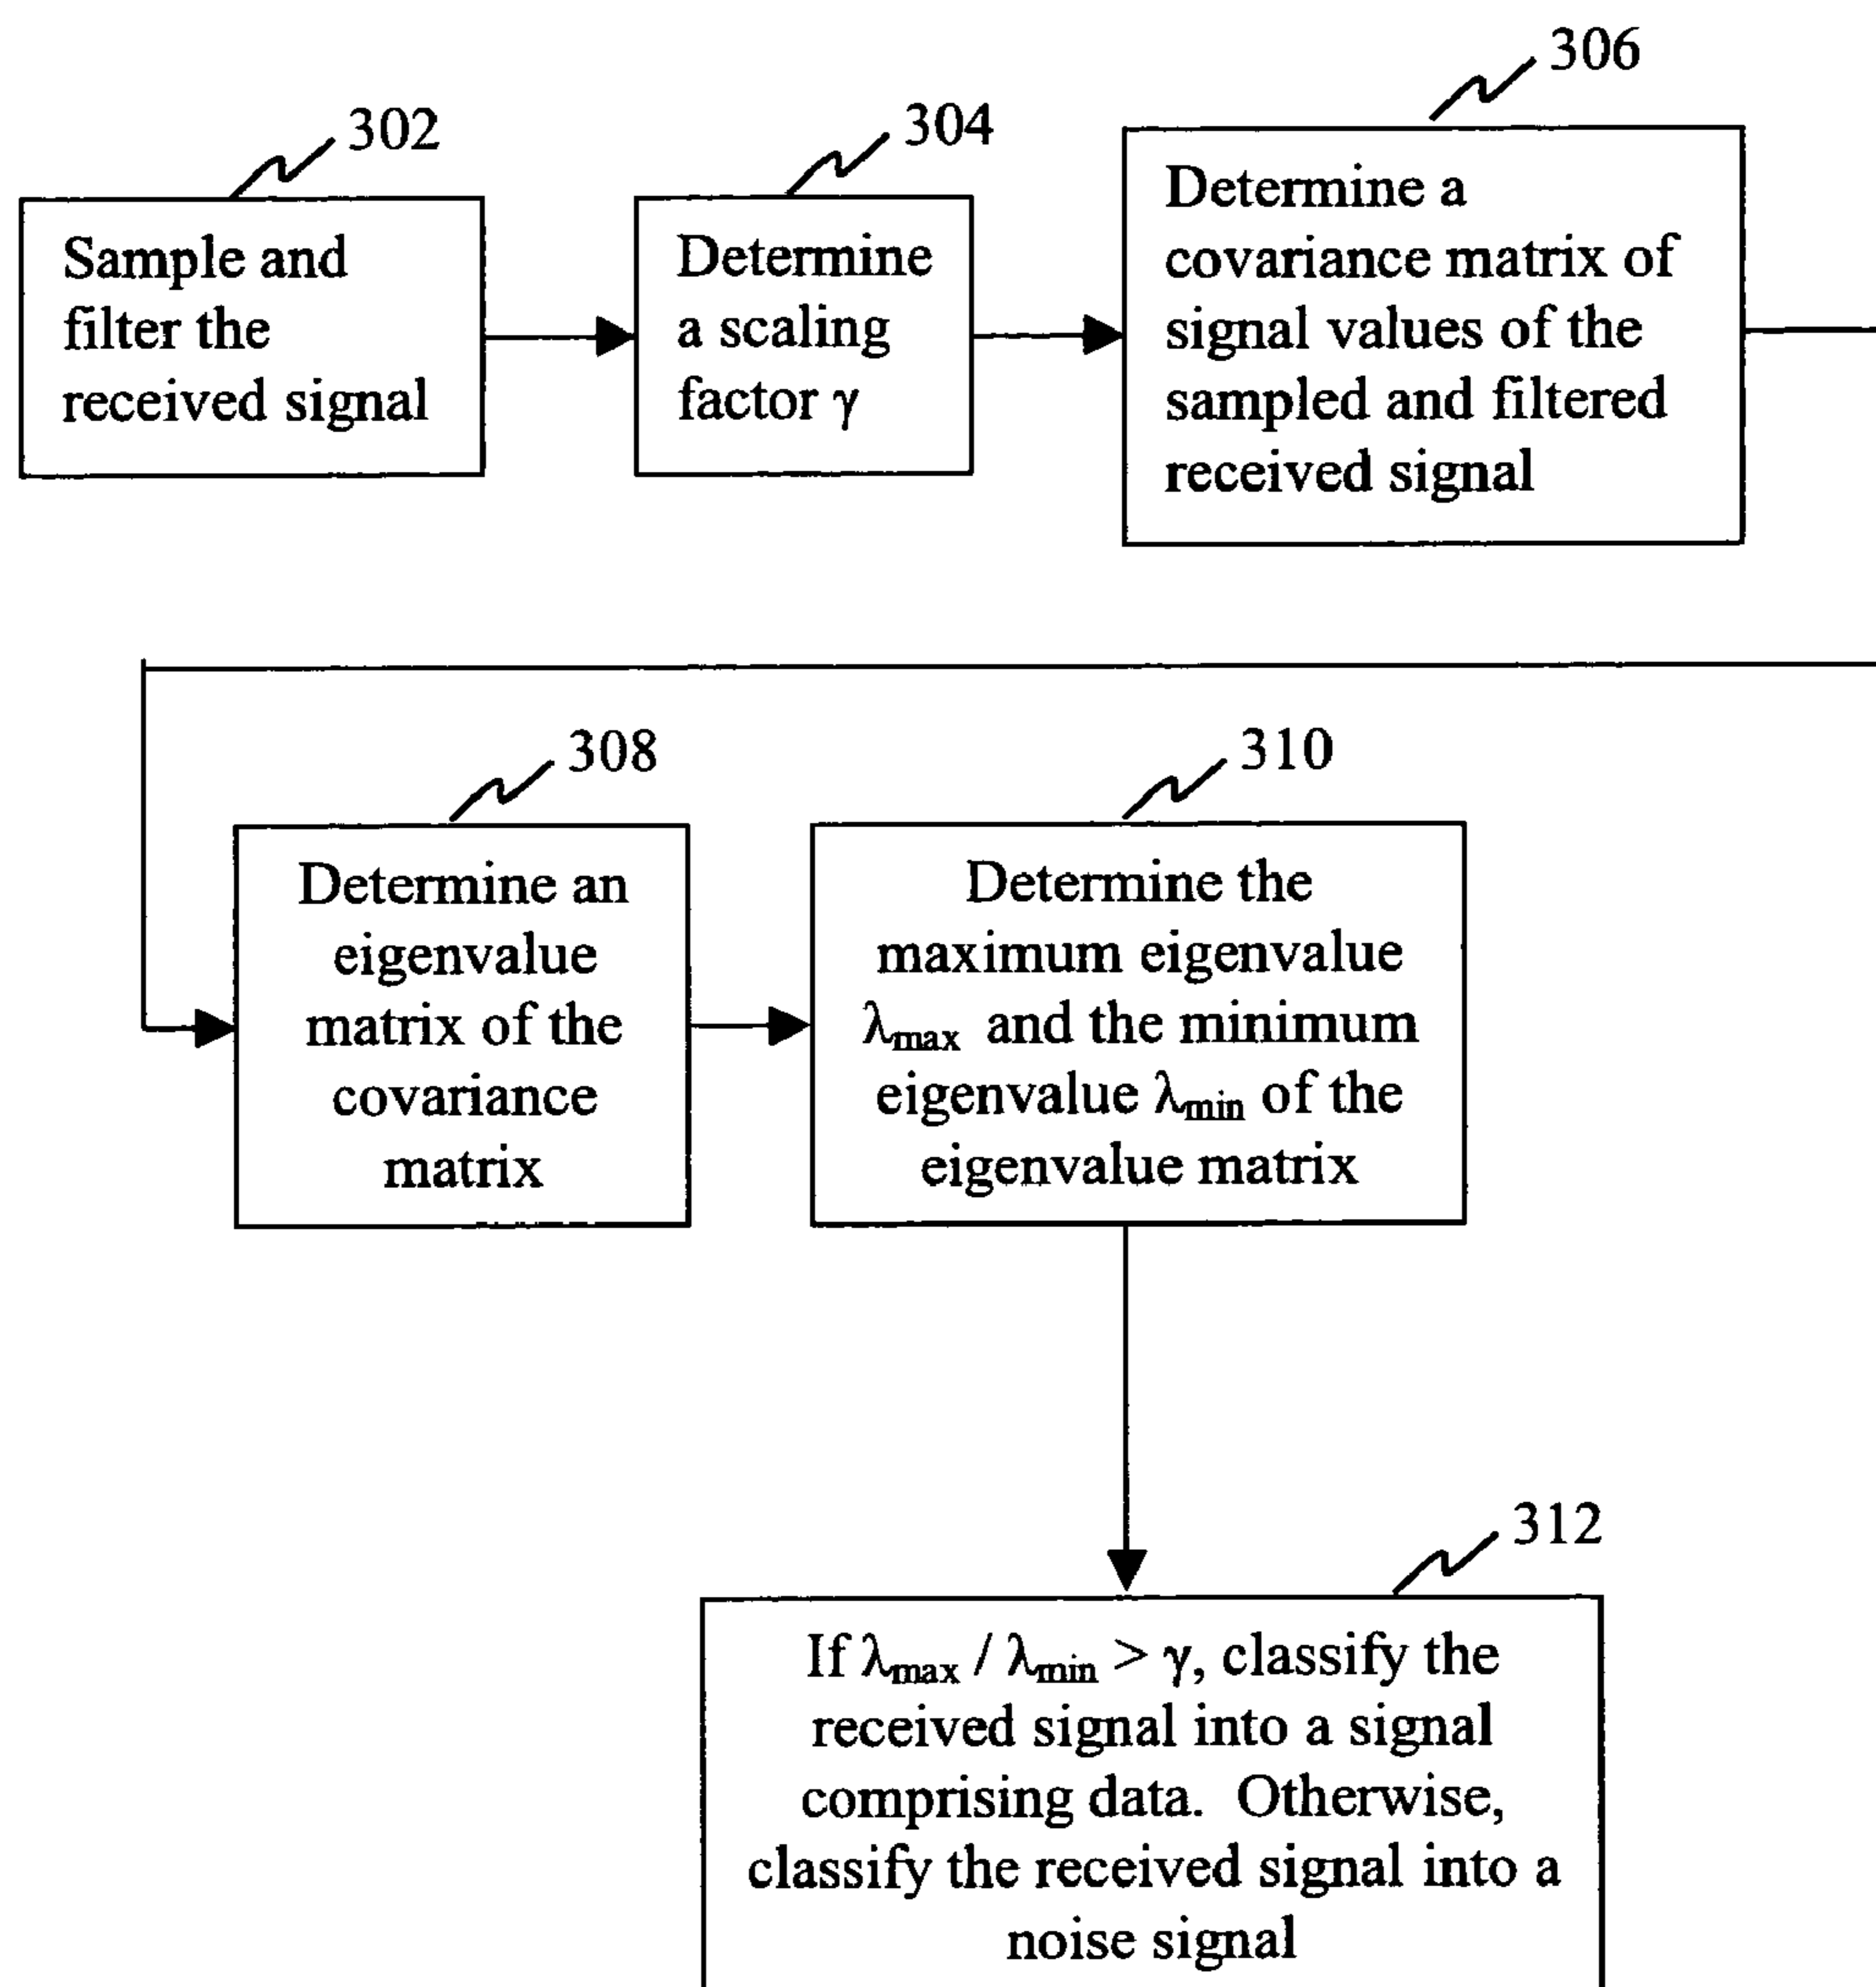 302
Sample and
filter the
received signal
304
Determine
a scaling
factor γ
306
Determine a
covariance matrix of
signal values of the
sampled and filtered
received signal
308
Determine an
eigenvalue
matrix of the
covariance
matrix
310
Determine the
maximum eigenvalue
λmax and the minimum
eigenvalue λmin of the
eigenvalue matrix
312
If λmax / λmin > γ, classify the
received signal into a signal
comprising data. Otherwise,
classify the received signal into a
noise signal